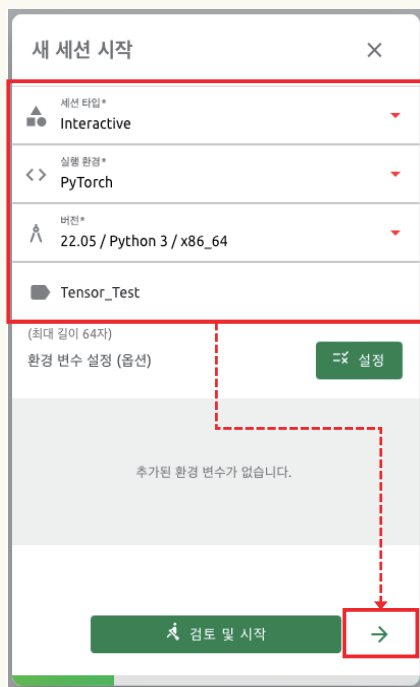 새 세션 시작
세션 타입*
Interactive
실행 환경*
PyTorch
버전*
22.05 / Python 3 / x86_64
Tensor_Test
(최대 길이 64자)
환경 변수 설정 (옵션)
설정
추가된 환경 변수가 없습니다.
검토 및 시작